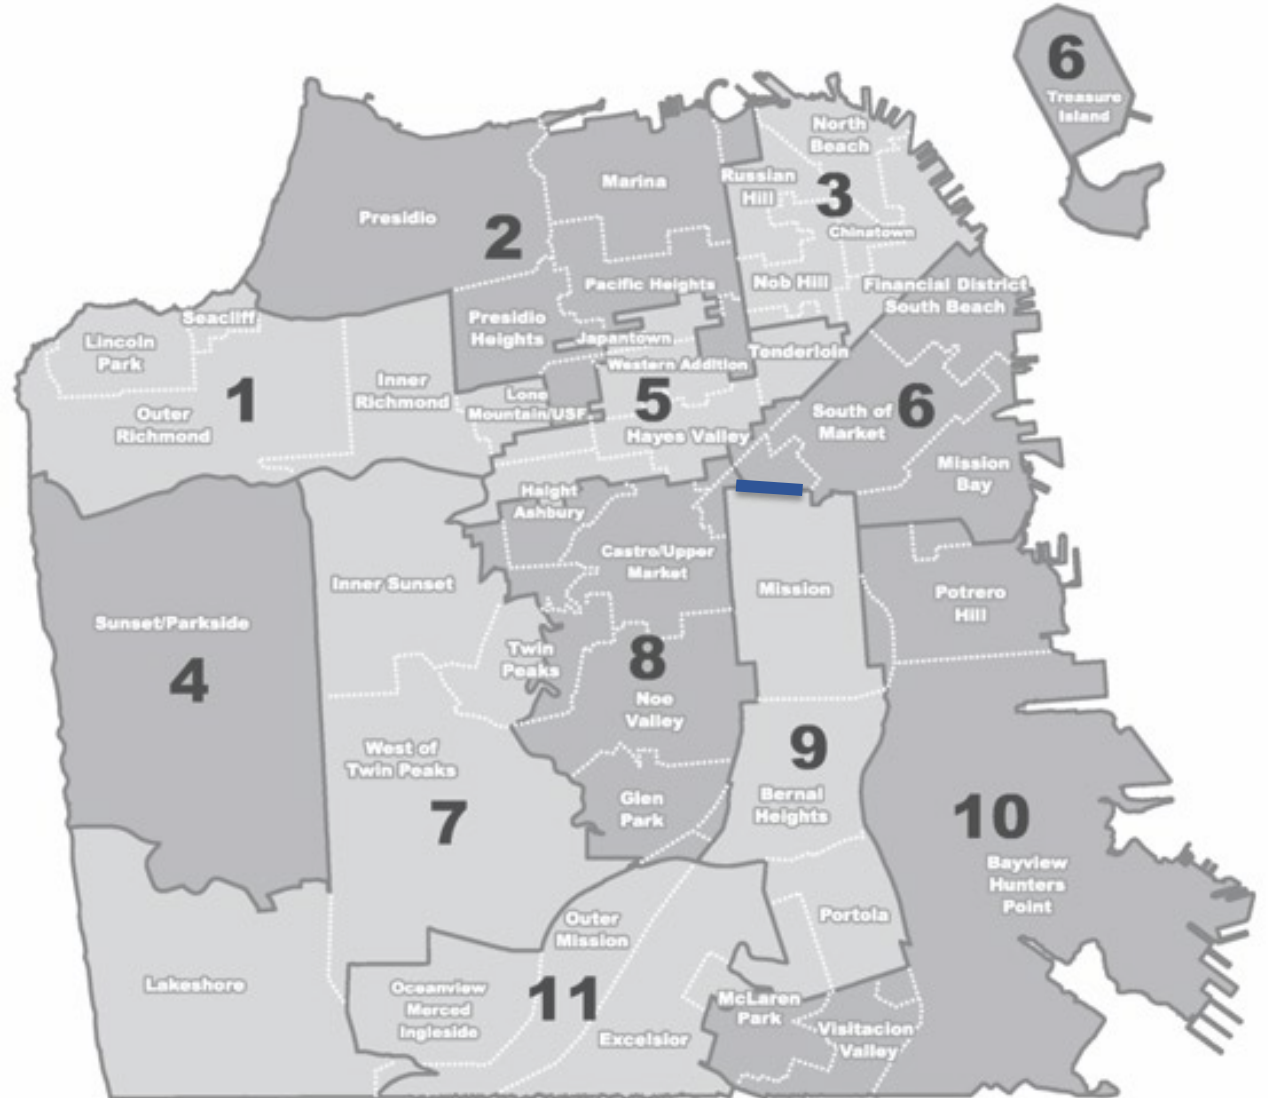 6
Treasure
Island
North
Beach
Marina
Russian
Hill
3
Presidio
2
Chinatown
Pacific Heights
Nob Hill
Financial District
South Beach
Seacliff
Presidio
Heights
Lincoln
Park
Japantown
Tenderloin
Western Addition
1
Inner
Richmond
Lone
Mountain/USF
5
6
Outer
Richmond
South of
Market
Hayes Valley
Mission
Bay
Haight
Ashbury
Castro/Upper
Market
Inner Sunset
Mission
Potrero
Hill
Sunset/Parkside
Twin
Peaks
8
4
Noe
Valley
West of
Twin Peaks
9
Glen
Park
Bernal
Heights
7
10
Bayview
Hunters
Point
Outer
Mission
Portola
Lakeshore
Oceanview
Merced
Ingleside
11
McLaren
Park
Excelsior
Visitacion
Valley